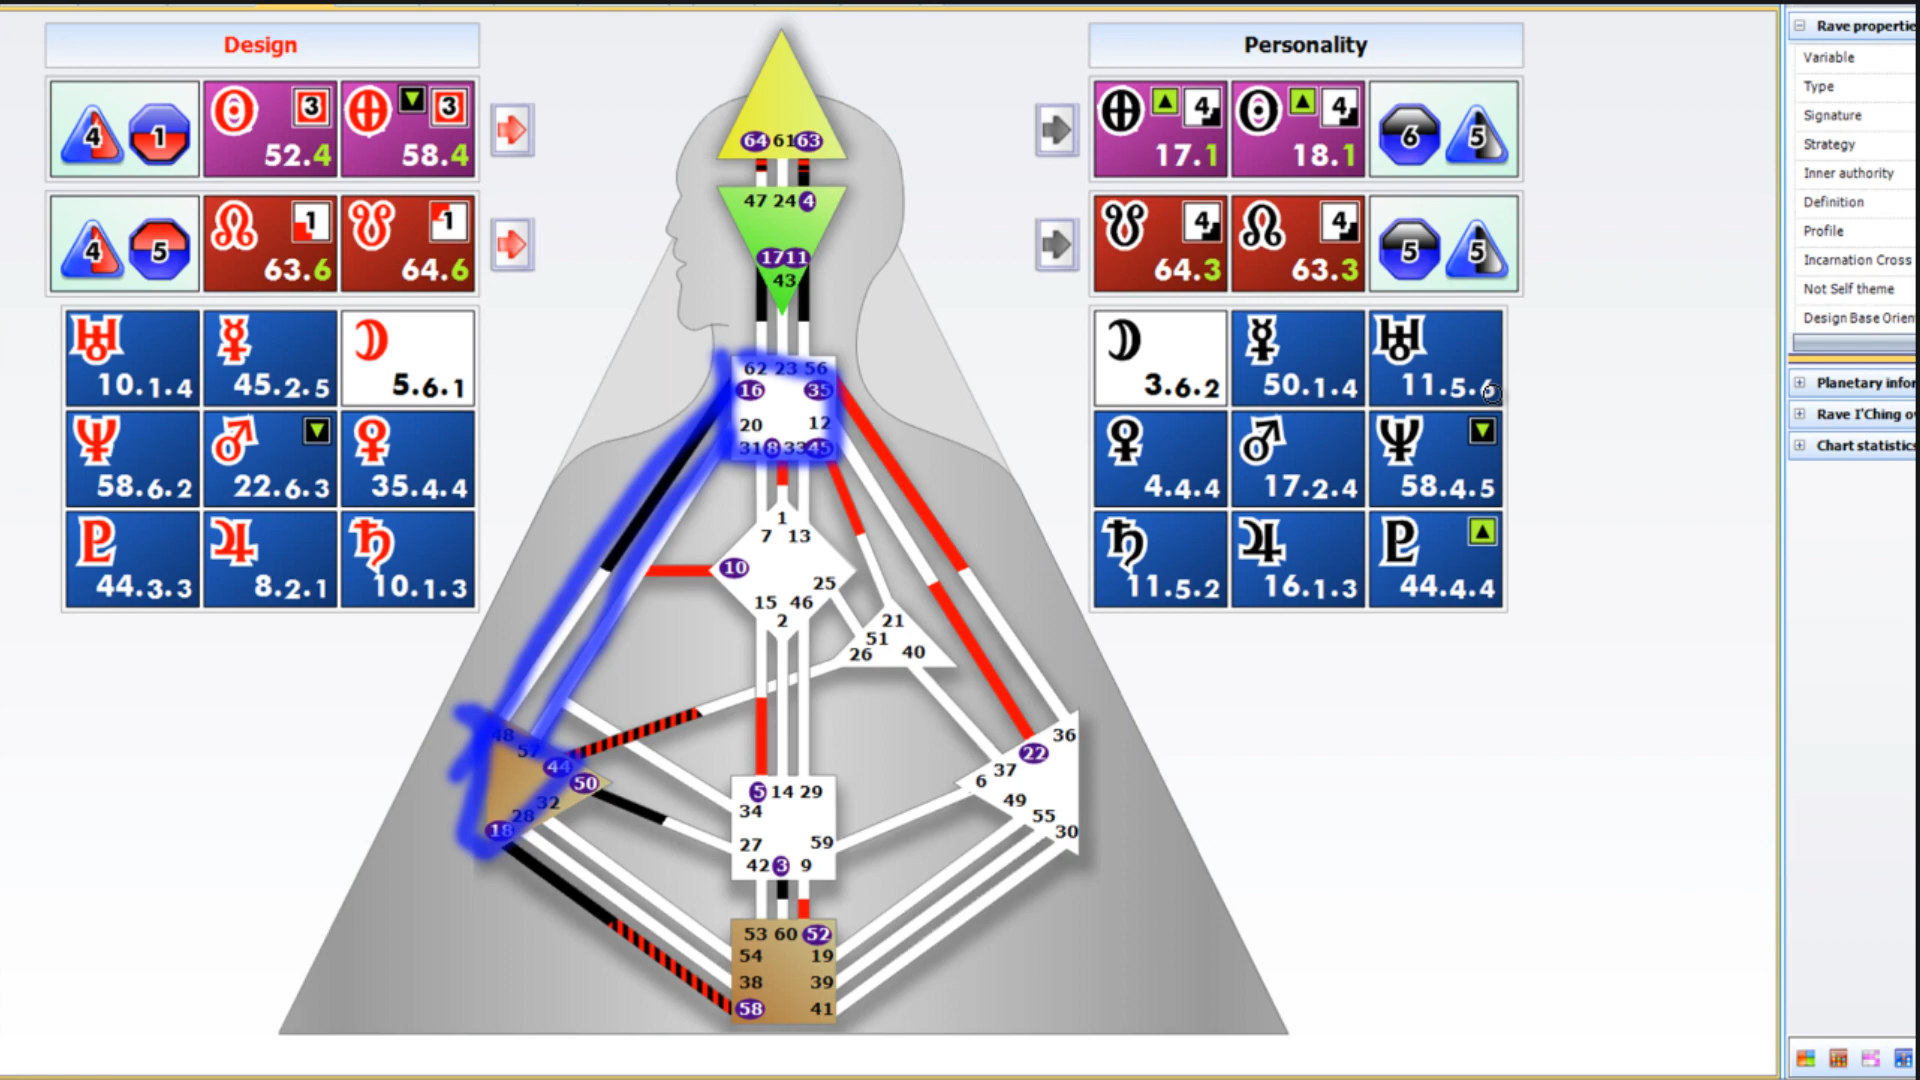 Design
4 1 3 52.4 3 58.4
4 5 1 63.6 1 64.6
10.1.4 45.2.5 5.6.1
58.6.2 22.6.3 35.4.4
44.3.3 8.2.1 10.1.3
64 61 63
47 24 4
17 11
43
62 23 56
16 35
20 12
31 8 33 45
1
7 13
10
25
15 46
2
21
51
26 40
48
57
44
50
32
28
18
36
22
37
6
49
55
30
5 14 29
34
27 59
42 3 9
53 60 52
54 19
38 39
58 41
Personality
4 17.1 4 18.1 6 5
4 64.3 4 63.3 5 5
3.6.2 50.1.4 11.5.6
4.4.4 17.2.4 58.4.5
11.5.2 16.1.3 44.4.4
Rave propertie
Variable
Type
Signature
Strategy
Inner authority
Definition
Profile
Incarnation Cross
Not Self theme
Design Base Orien
Planetary infor
Rave I'Ching ov
Chart statistics